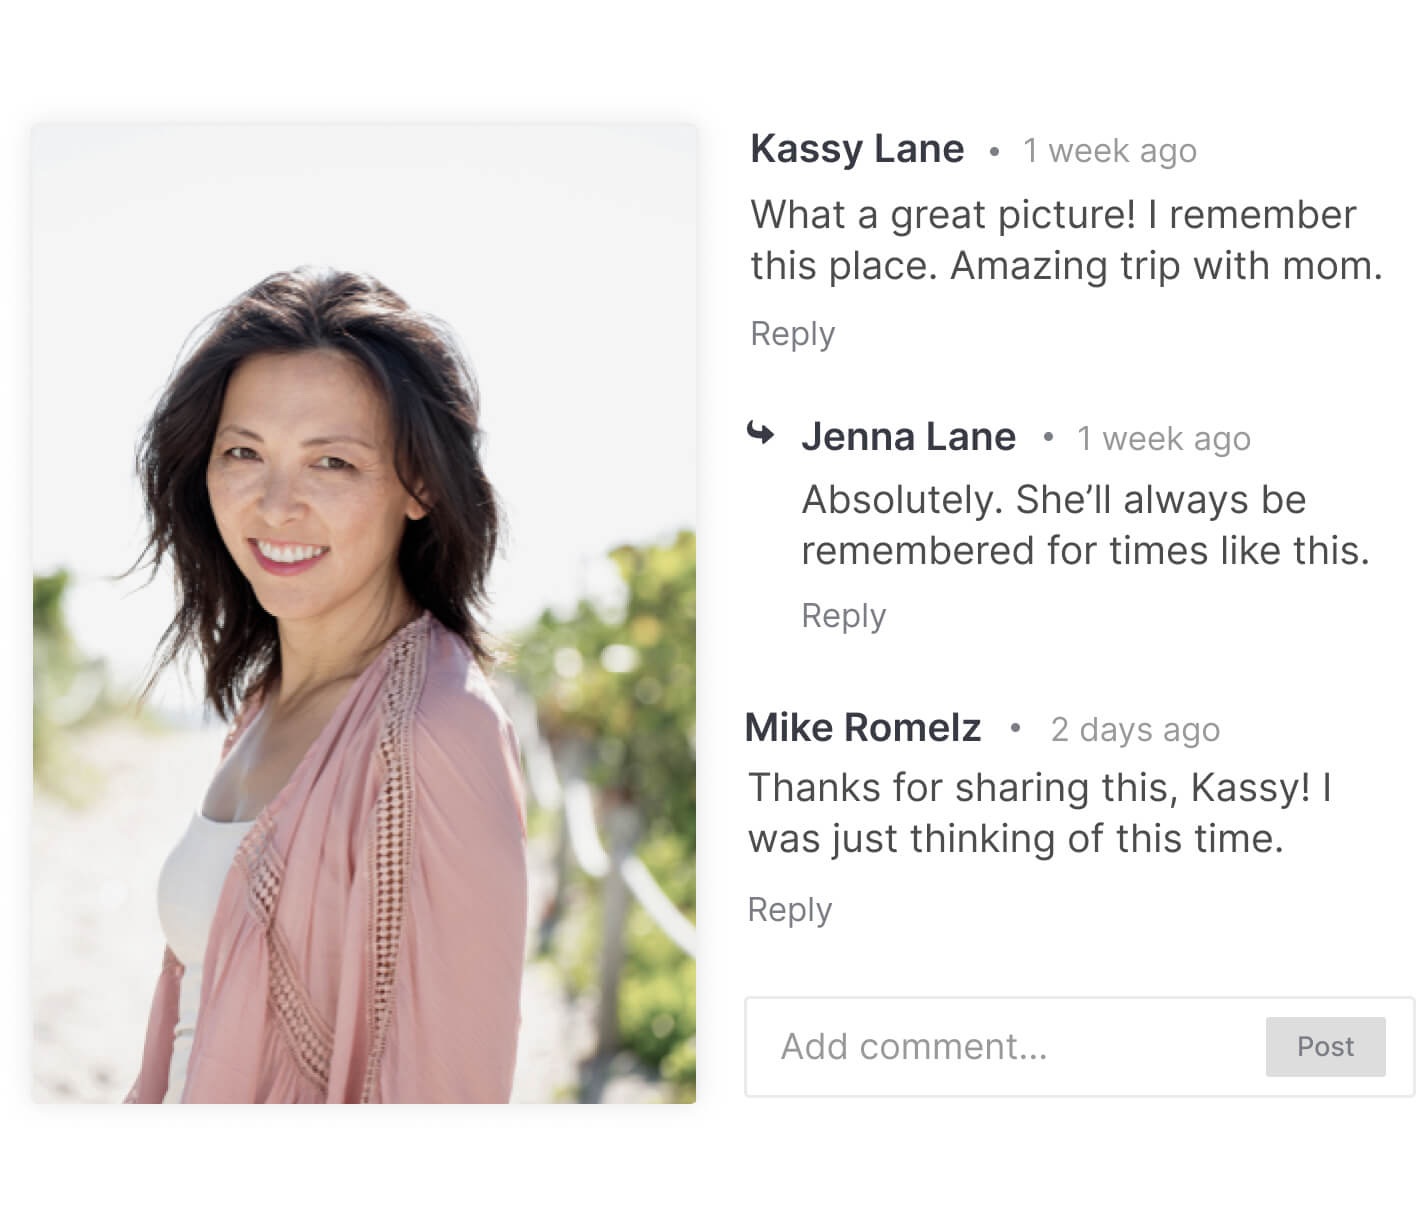 Kassy Lane • 1 week ago
What a great picture! I remember
this place. Amazing trip with mom.
Reply
Jenna Lane • 1 week ago
Absolutely. She’ll always be
remembered for times like this.
Reply
Mike Romelz • 2 days ago
Thanks for sharing this, Kassy! I
was just thinking of this time.
Reply
Add comment...
Post